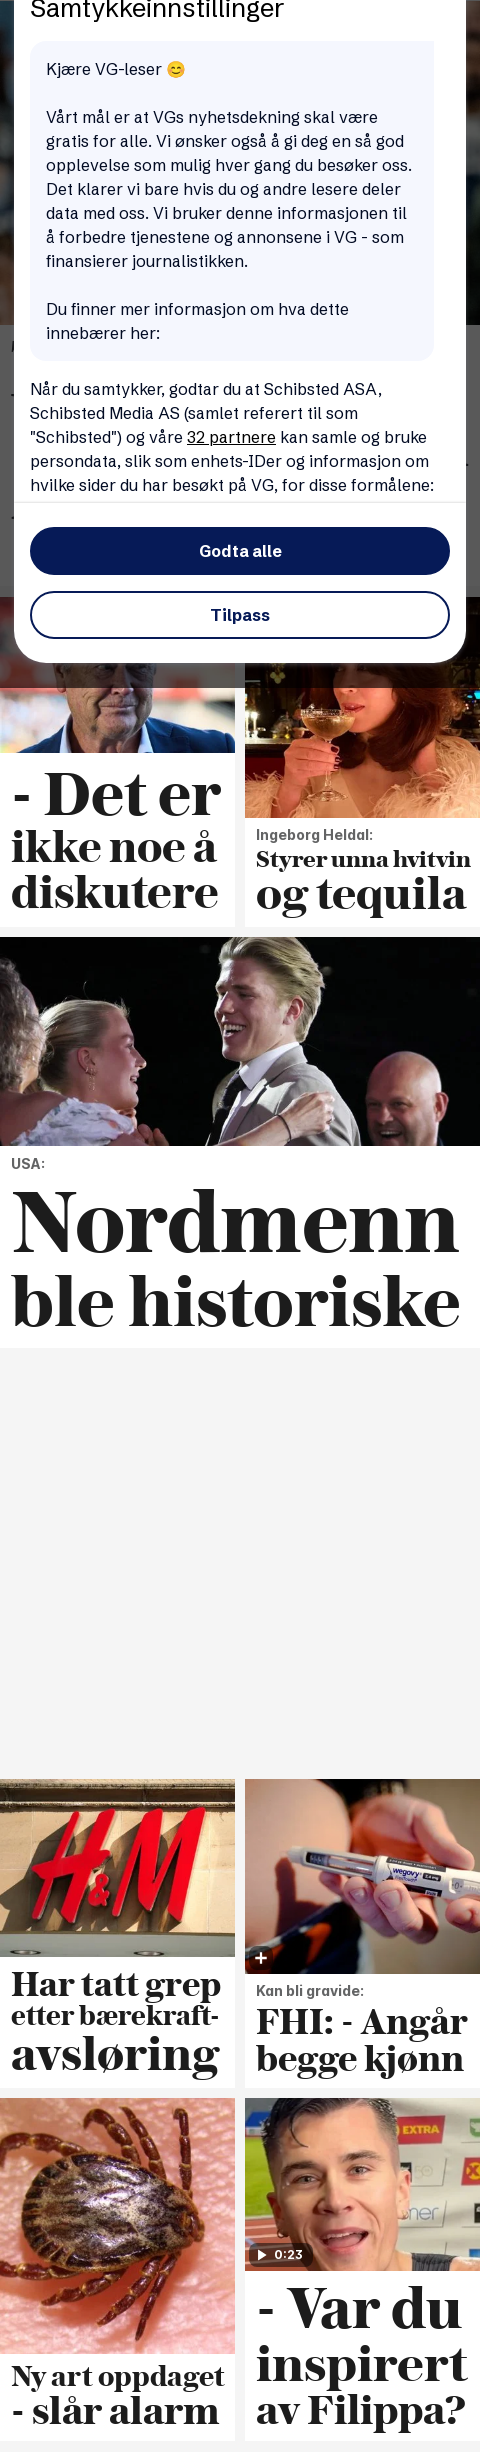 Samtykkeinnstillinger
Kjære VG-leser 😊
Vårt mål er at VGs nyhetsdekning skal være
gratis for alle. Vi ønsker også å gi deg en så god
opplevelse som mulig hver gang du besøker oss.
Det klarer vi bare hvis du og andre lesere deler
data med oss. Vi bruker denne informasjonen til
å forbedre tjenestene og annonsene i VG - som
finansierer journalistikken.
Du finner mer informasjon om hva dette
innebærer her:
Når du samtykker, godtar du at Schibsted ASA,
Schibsted Media AS (samlet referert til som
"Schibsted") og våre 32 partnere kan samle og bruke
persondata, slik som enhets-IDer og informasjon om
hvilke sider du har besøkt på VG, for disse formålene:
Godta alle
Tilpass
- Det er
ikke noe å
diskutere
Ingeborg Heldal:
Styrer unna hvitvin
og tequila
USA:
Nordmenn
ble historiske
H&M
Har tatt grep
etter bærekraft-
avsløring
wegovy
Kan bli gravide:
FHI: - Angår
begge kjønn
Ny art oppdaget
- slår alarm
EXTRA
0:23
- Var du
inspirert
av Filippa?